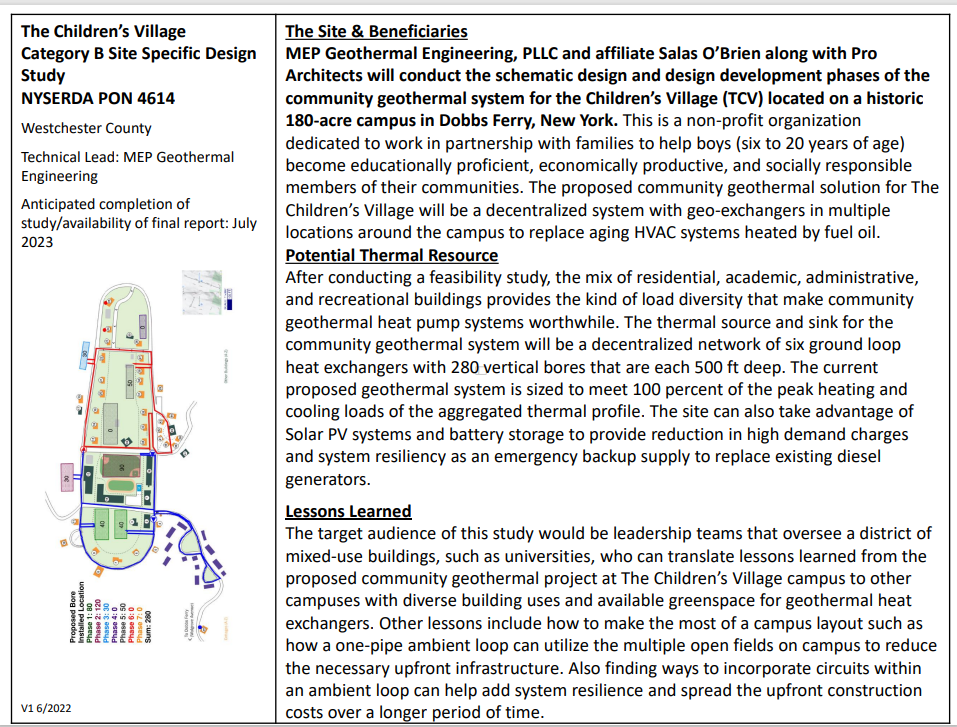 The Children’s Village
Category B Site Specific Design
Study
NYSERDA PON 4614
Westchester County
Technical Lead: MEP Geothermal
Engineering
Anticipated completion of
study/availability of final report: July
2023
Proposed Bore
Installed Location
Phase 1: 80
Phase 2: 120
Phase 3: 30
Phase 4: 0
Phase 5: 50
Phase 6: 0
Phase 7: 0
Sum: 280
V1 6/2022
The Site & Beneficiaries
MEP Geothermal Engineering, PLLC and affiliate Salas O’Brien along with Pro
Architects will conduct the schematic design and design development phases of the
community geothermal system for the Children’s Village (TCV) located on a historic
180-acre campus in Dobbs Ferry, New York. This is a non-profit organization
dedicated to work in partnership with families to help boys (six to 20 years of age)
become educationally proficient, economically productive, and socially responsible
members of their communities. The proposed community geothermal solution for The
Children’s Village will be a decentralized system with geo-exchangers in multiple
locations around the campus to replace aging HVAC systems heated by fuel oil.
Potential Thermal Resource
After conducting a feasibility study, the mix of residential, academic, administrative,
and recreational buildings provides the kind of load diversity that make community
geothermal heat pump systems worthwhile. The thermal source and sink for the
community geothermal system will be a decentralized network of six ground loop
heat exchangers with 280 vertical bores that are each 500 ft deep. The current
proposed geothermal system is sized to meet 100 percent of the peak heating and
cooling loads of the aggregated thermal profile. The site can also take advantage of
Solar PV systems and battery storage to provide reduction in high demand charges
and system resiliency as an emergency backup supply to replace existing diesel
generators.
Lessons Learned
The target audience of this study would be leadership teams that oversee a district of
mixed-use buildings, such as universities, who can translate lessons learned from the
proposed community geothermal project at The Children’s Village campus to other
campuses with diverse building uses and available greenspace for geothermal heat
exchangers. Other lessons include how to make the most of a campus layout such as
how a one-pipe ambient loop can utilize the multiple open fields on campus to reduce
the necessary upfront infrastructure. Also finding ways to incorporate circuits within
an ambient loop can help add system resilience and spread the upfront construction
costs over a longer period of time.